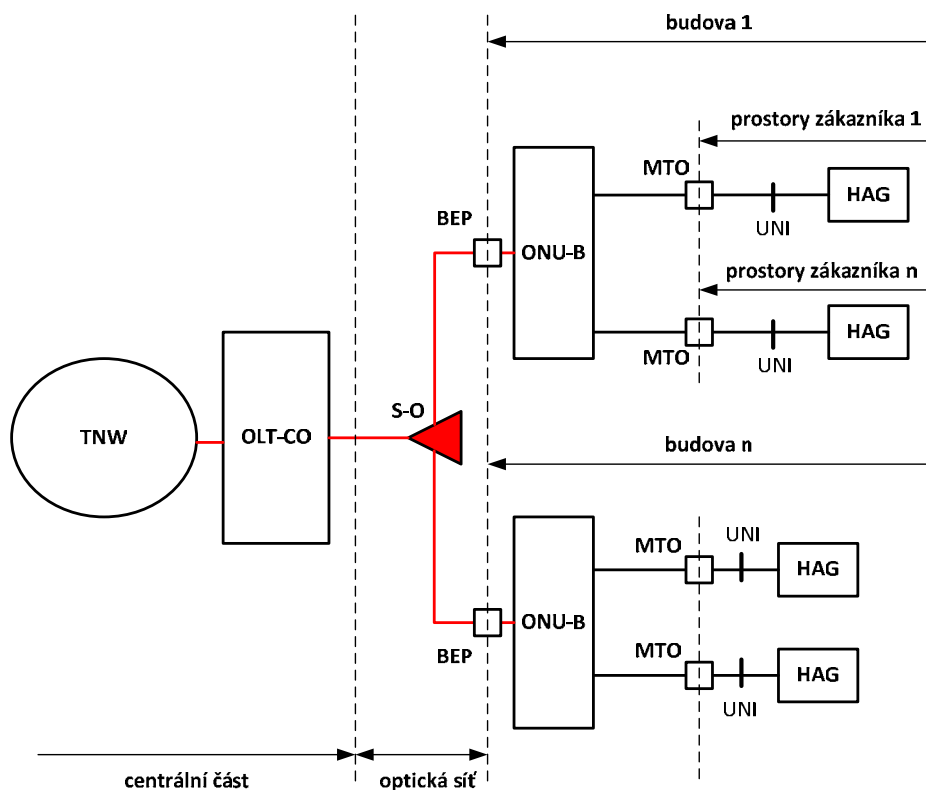 budova 1
prostory zákazníka 1
MTO
HAG
UNI
BEP
ONU-B
prostory zákazníka n
HAG
MTO
UNI
S-O
TNW
OLT-CO
budova n
UNI
MTO
HAG
ONU-B
MTO
HAG
BEP
UNI
centrální část
optická síť